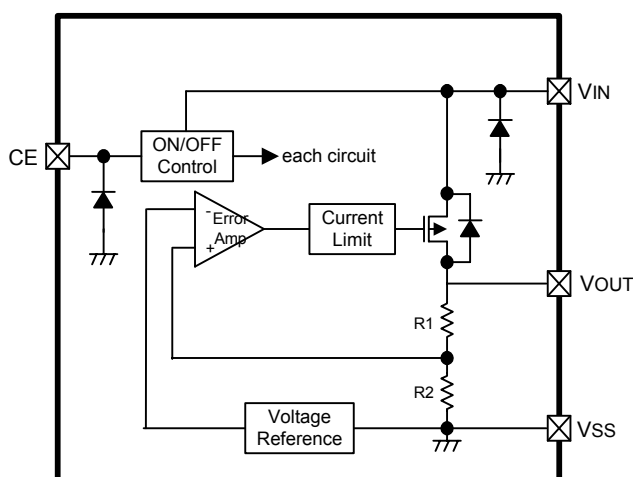 VIN
CE
ON/OFF
Control
each circuit
- Error
Amp
+
Current
Limit
VOUT
R1
R2
Voltage
Reference
VSS